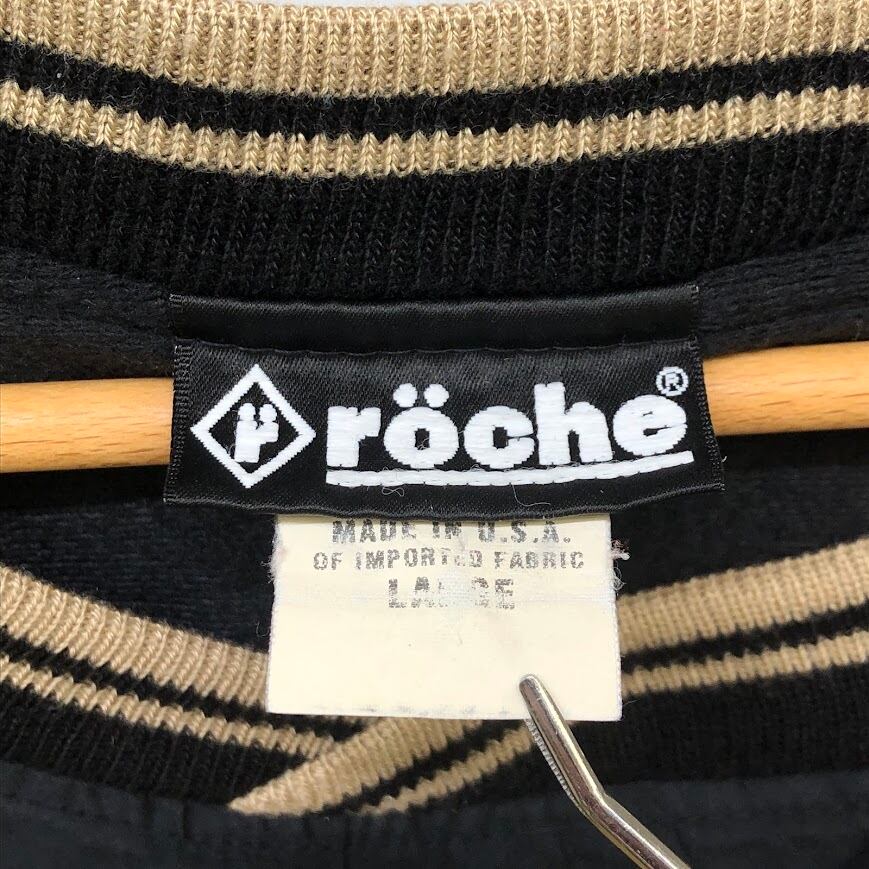 röche®
MADE IN U.S.A.
OF IMPORTED FABRIC
LARGE